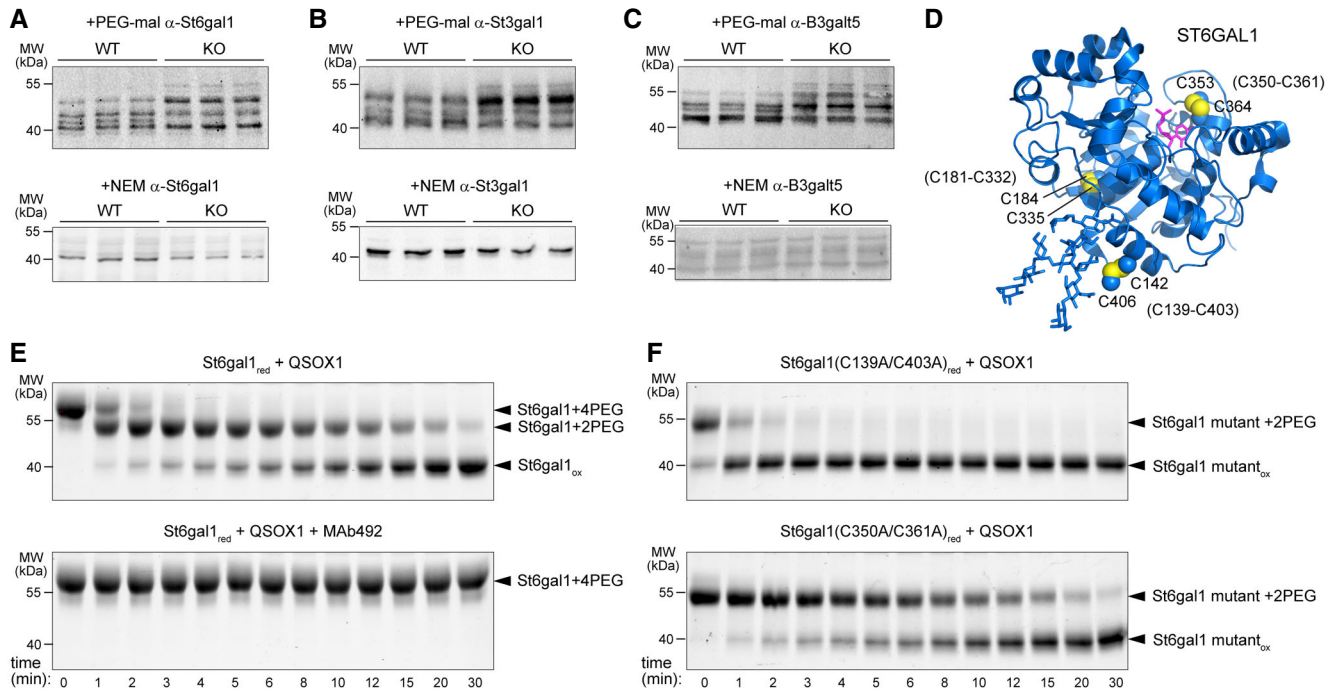 A
+PEG-mal α-St6gal1
MW
(kDa)
WT
KO
55
40
+NEM α-St6gal1
MW
(kDa)
WT
KO
55
40
B
+PEG-mal α-St3gal1
MW
(kDa)
WT
KO
55
40
+NEM α-St3gal1
MW
(kDa)
WT
KO
55
40
C
+PEG-mal α-B3galt5
MW
(kDa)
WT
KO
55
40
+NEM α-B3galt5
MW
(kDa)
WT
KO
55
40
D
ST6GAL1
C353
(C350-C361)
C364
(C181-C332)
C184
C335
C142
C406
(C139-C403)
E
St6gal1red + QSOX1
MW
(kDa)
55
40
St6gal1+4PEG
St6gal1+2PEG
St6gal1ox
St6gal1red + QSOX1 + MAb492
MW
(kDa)
55
40
St6gal1+4PEG
time
(min): 0 1 2 3 4 5 6 8 10 12 15 20 30
F
St6gal1(C139A/C403A)red + QSOX1
MW
(kDa)
55
40
St6gal1 mutant +2PEG
St6gal1 mutantox
St6gal1(C350A/C361A)red + QSOX1
MW
(kDa)
55
40
St6gal1 mutant +2PEG
St6gal1 mutantox
time
(min): 0 1 2 3 4 5 6 8 10 12 15 20 30